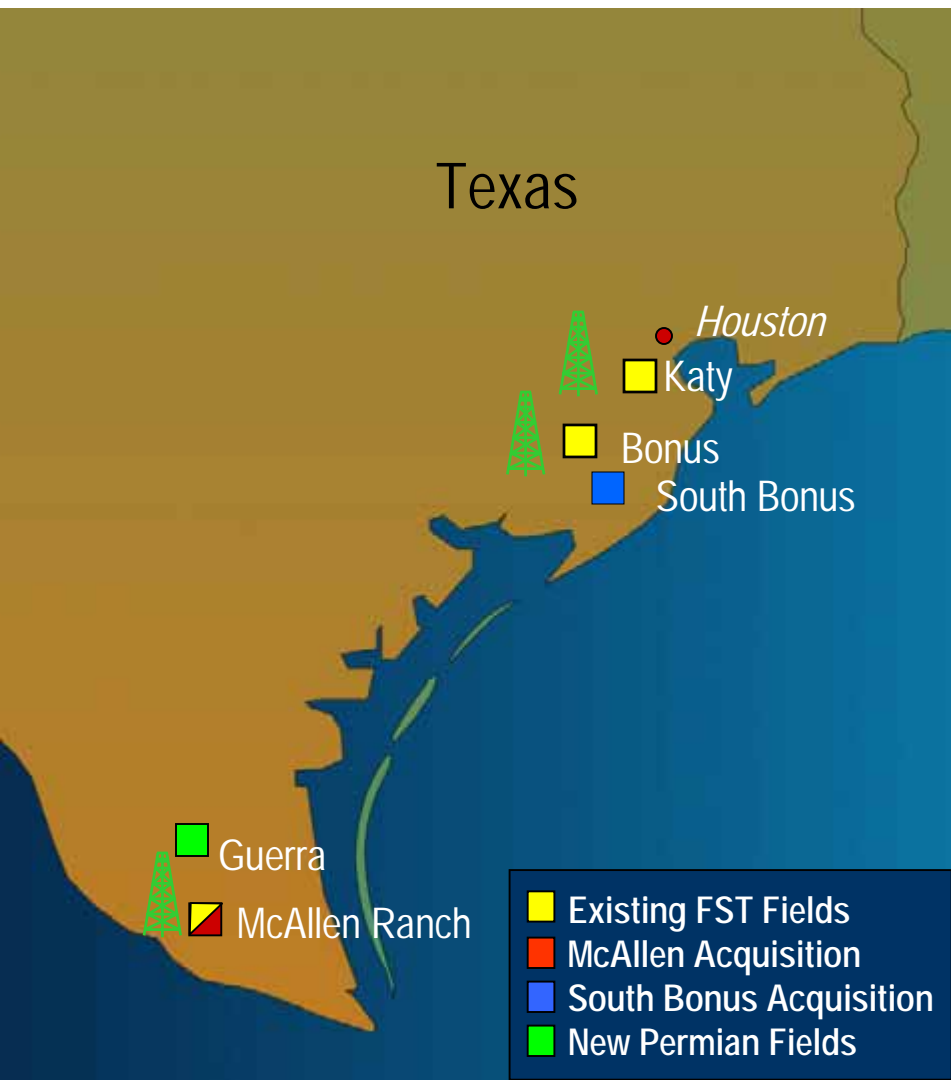 Texas
Houston
Katy
Bonus
South Bonus
Guerra
McAllen Ranch
Existing FST Fields
McAllen Acquisition
South Bonus Acquisition
New Permian Fields